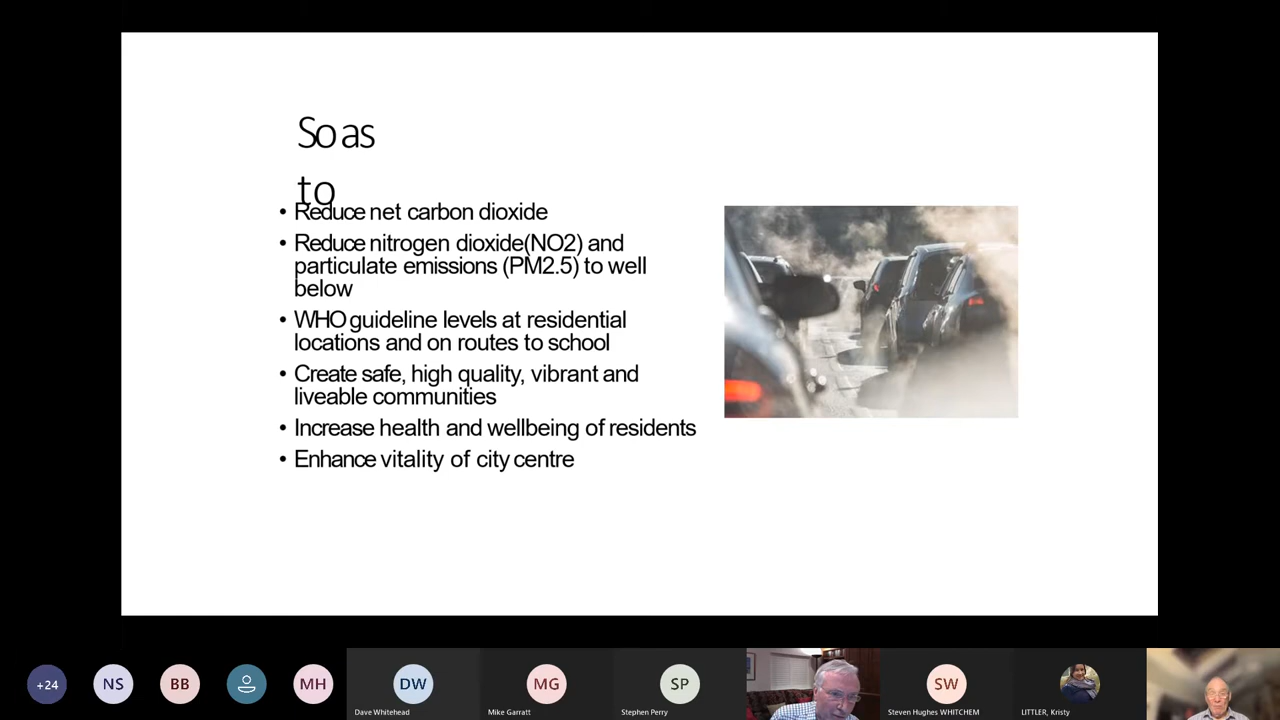 So as
to
• Reduce net carbon dioxide
• Reduce nitrogen dioxide(NO2) and
particulate emissions (PM2.5) to well
below
• WHO guideline levels at residential
locations and on routes to school
• Create safe, high quality, vibrant and
liveable communities
• Increase health and wellbeing of residents
• Enhance vitality of city centre
+24
NS
BB
MH
DW
MG
SP
SW
Dave Whitehead
Mike Garratt
Stephen Perry
Steven Hughes WHITCHEM
LITTLER, Kristy